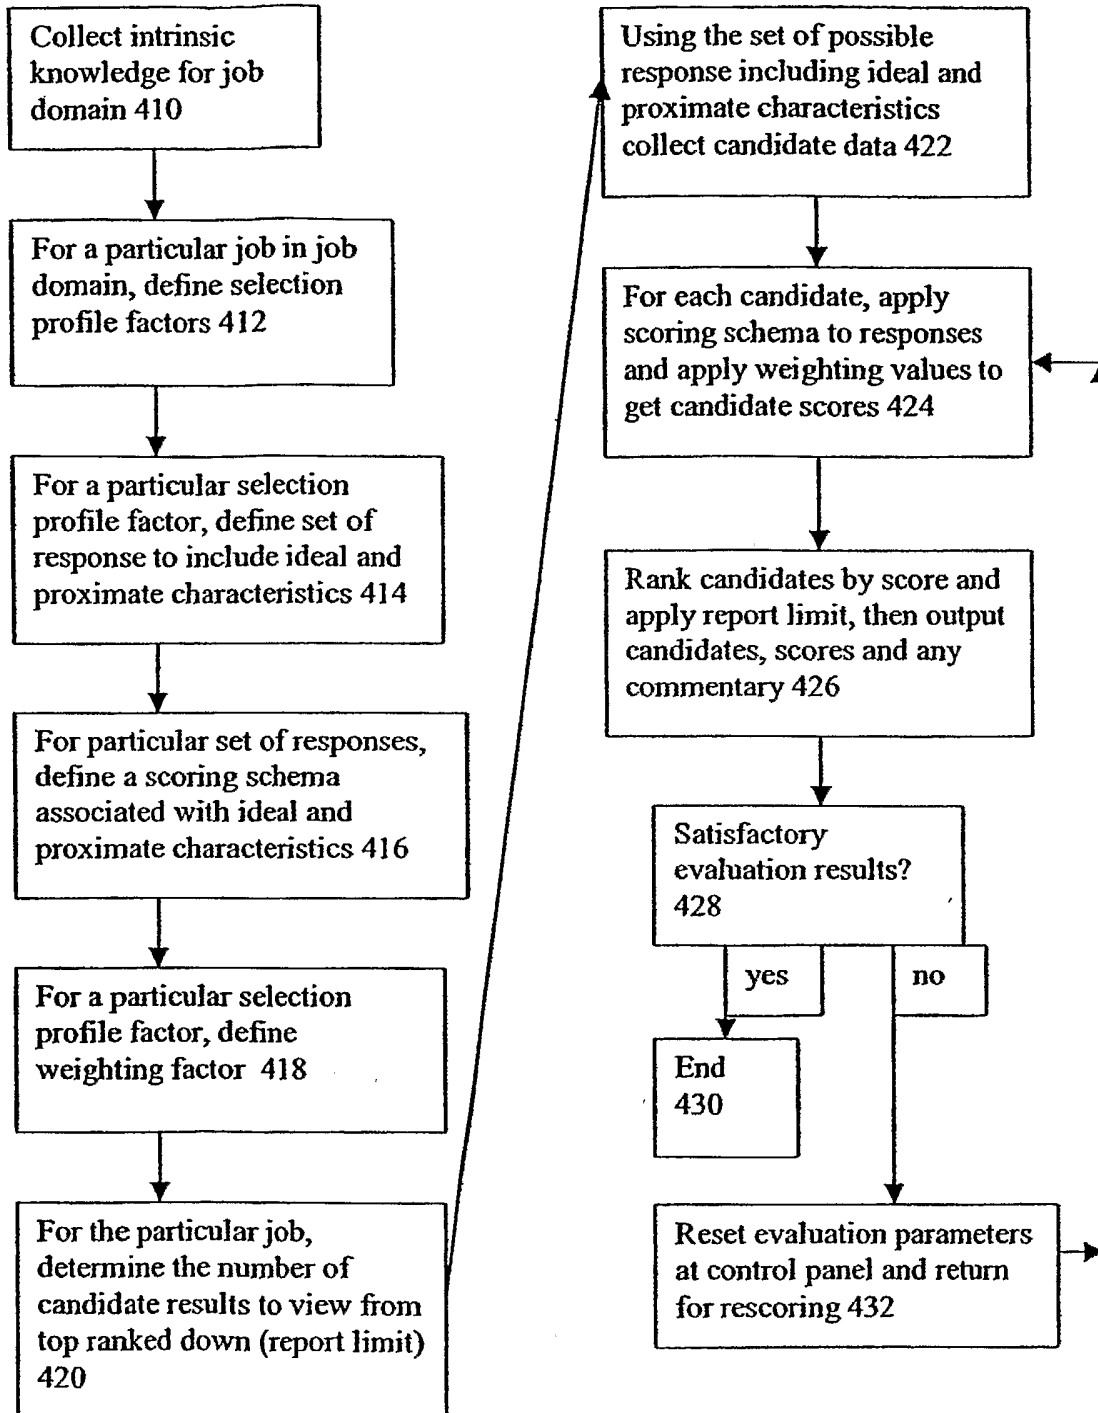 Collect intrinsic
knowledge for job
domain 410
For a particular job in job
domain, define selection
profile factors 412
For a particular selection
profile factor, define set of
response to include ideal and
proximate characteristics 414
For particular set of responses,
define a scoring schema
associated with ideal and
proximate characteristics 416
For a particular selection
profile factor, define
weighting factor 418
For the particular job,
determine the number of
candidate results to view from
top ranked down (report limit)
420
Using the set of possible
response including ideal and
proximate characteristics
collect candidate data 422
For each candidate, apply
scoring schema to responses
and apply weighting values to
get candidate scores 424
Rank candidates by score and
apply report limit, then output
candidates, scores and any
commentary 426
Satisfactory
evaluation results?
428
yes
no
End
430
Reset evaluation parameters
at control panel and return
for rescoring 432